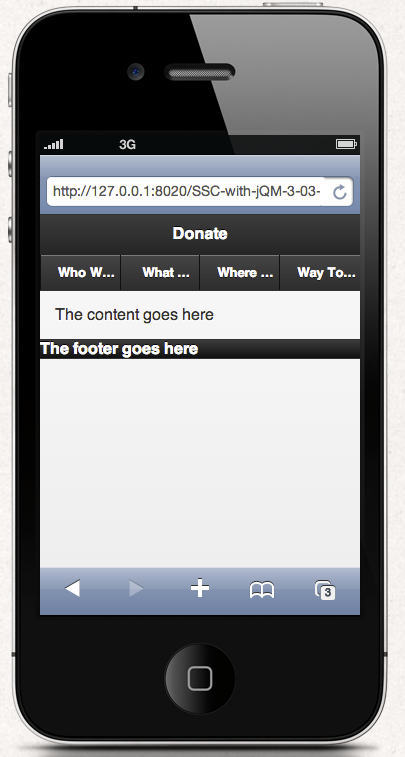 3G
http://127.0.0.1:8020/SSC-with-jQM-3-03-
Donate
Who W... What ... Where ... Way To...
The content goes here
The footer goes here
3